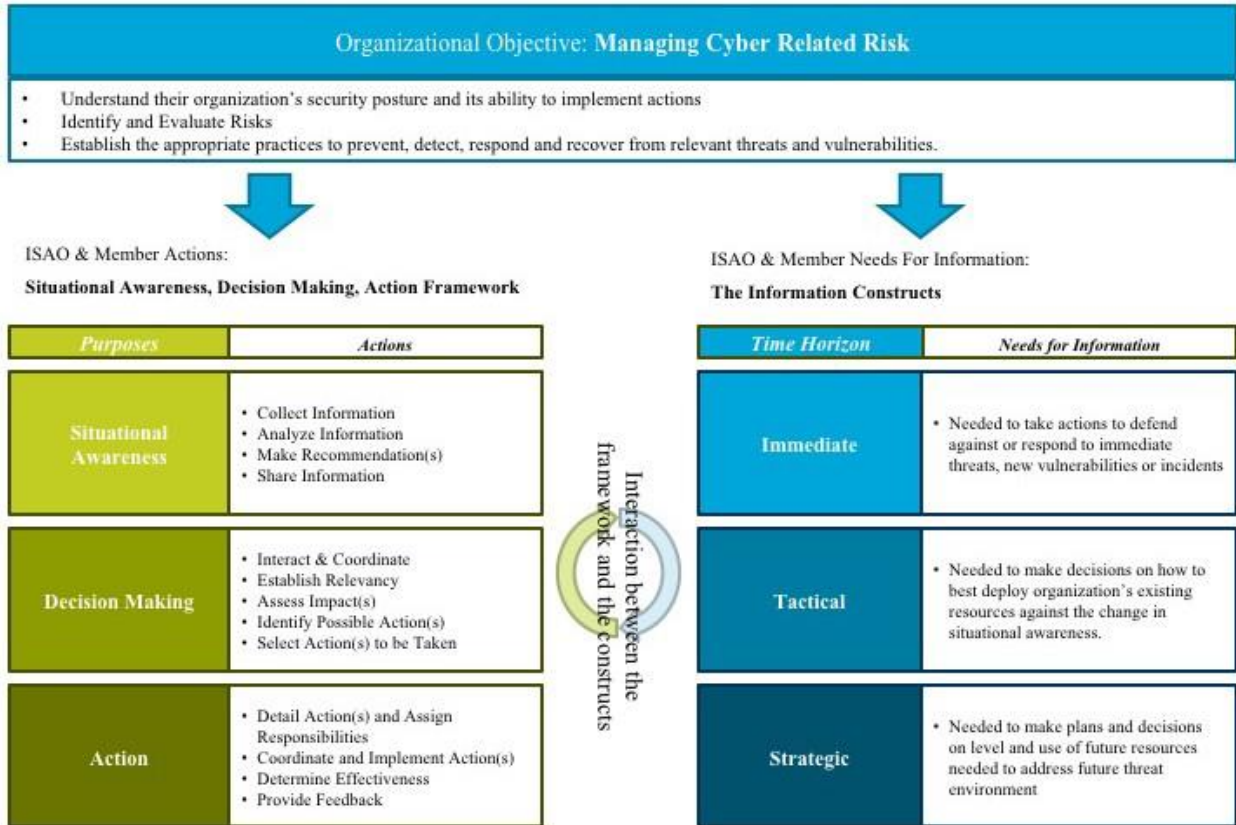 Organizational Objective: Managing Cyber Related Risk
• Understand their organization's security posture and its ability to implement actions
• Identify and Evaluate Risks
• Establish the appropriate practices to prevent, detect, respond and recover from relevant threats and vulnerabilities.
ISAO & Member Actions:
Situational Awareness, Decision Making, Action Framework
Purposes
Actions
Situational
Awareness
• Collect Information
• Analyze Information
• Make Recommendation(s)
• Share Information
Decision Making
• Interact & Coordinate
• Establish Relevancy
• Assess Impact(s)
• Identify Possible Action(s)
• Select Action(s) to be Taken
Action
• Detail Action(s) and Assign
Responsibilities
• Coordinate and Implement Action(s)
• Determine Effectiveness
• Provide Feedback
Interaction between the
framework and the constructs
ISAO & Member Needs For Information:
The Information Constructs
Time Horizon
Needs for Information
Immediate
• Needed to take actions to defend
against or respond to immediate
threats, new vulnerabilities or incidents
Tactical
• Needed to make decisions on how to
best deploy organization's existing
resources against the change in
situational awareness.
Strategic
• Needed to make plans and decisions
on level and use of future resources
needed to address future threat
environment